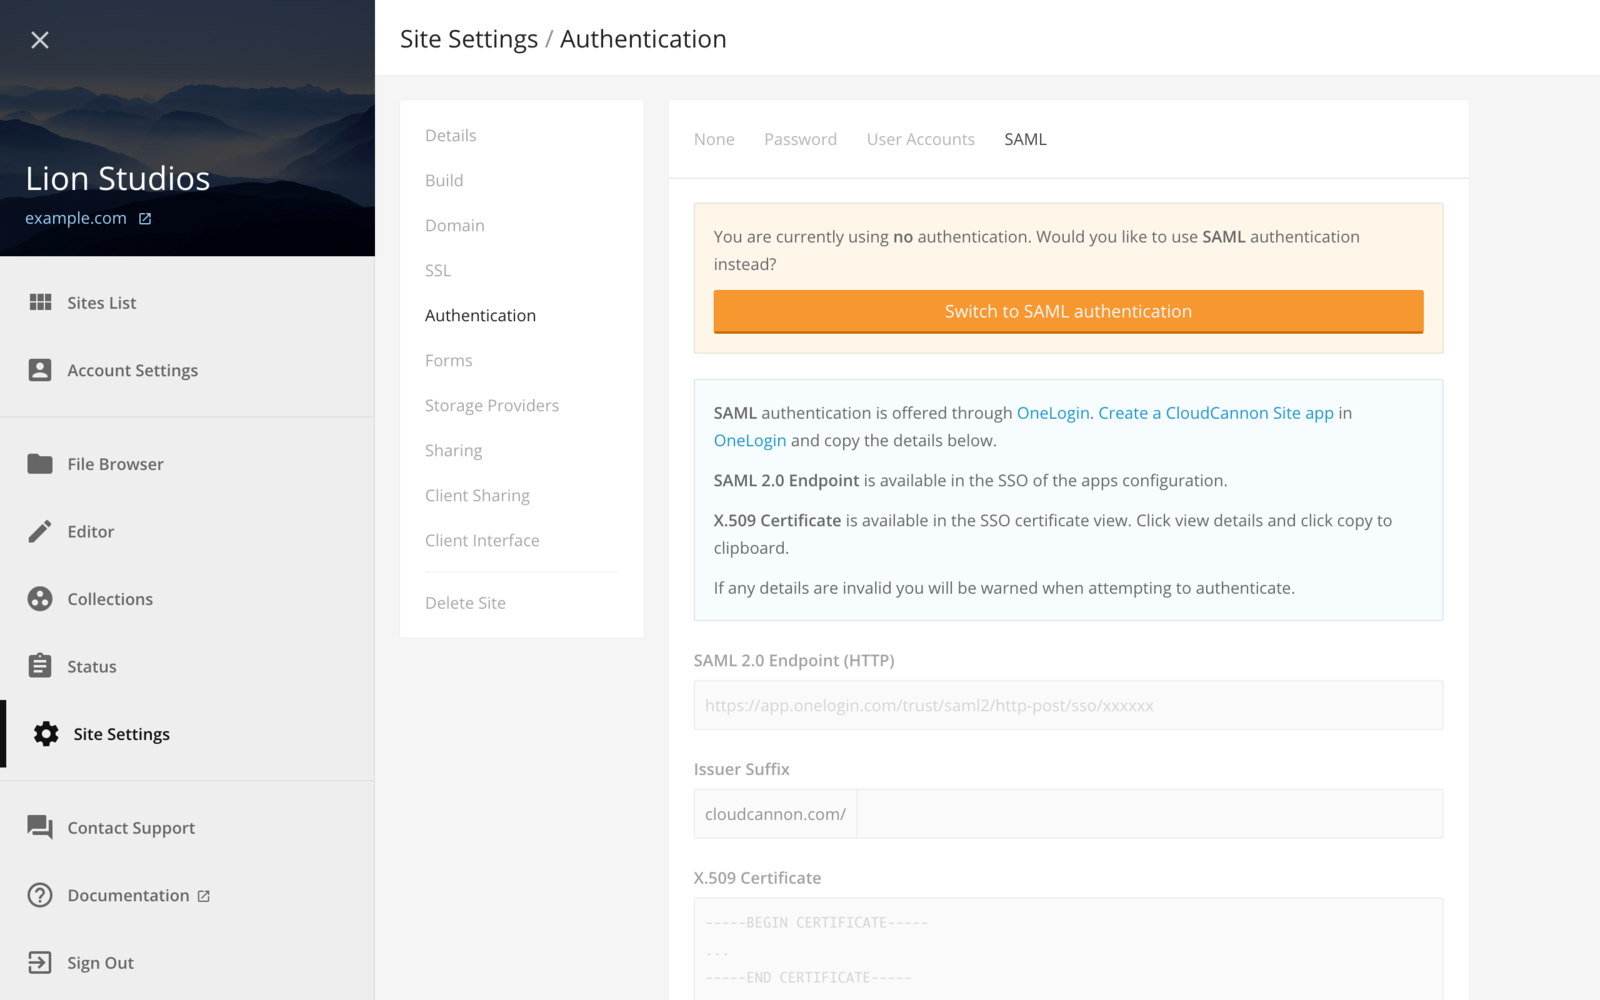 Lion Studios
example.com
Sites List
Account Settings
File Browser
Editor
Collections
Status
Site Settings
Contact Support
Documentation
Sign Out
Site Settings / Authentication
Details
Build
Domain
SSL
Authentication
Forms
Storage Providers
Sharing
Client Sharing
Client Interface
Delete Site
None Password User Accounts SAML
You are currently using no authentication. Would you like to use SAML authentication
instead?
Switch to SAML authentication
SAML authentication is offered through OneLogin. Create a CloudCannon Site app in
OneLogin and copy the details below.
SAML 2.0 Endpoint is available in the SSO of the apps configuration.
X.509 Certificate is available in the SSO certificate view. Click view details and click copy to
clipboard.
If any details are invalid you will be warned when attempting to authenticate.
SAML 2.0 Endpoint (HTTP)
https://app.onelogin.com/trust/saml2/http-post/sso/xxxxxx
Issuer Suffix
cloudcannon.com/
X.509 Certificate
-----BEGIN CERTIFICATE-----
...
-----END CERTIFICATE-----